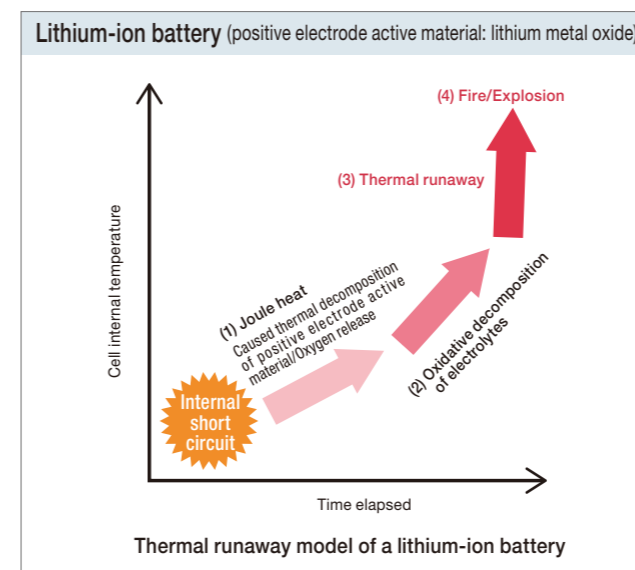 Lithium-ion battery (positive electrode active material: lithium metal oxide)
(4) Fire/Explosion
(3) Thermal runaway
Cell internal temperature
(1) Joule heat
Caused thermal decomposition
of positive electrode active
material/Oxygen release
(2) Oxidative decomposition
of electrolytes
Internal
short
circuit
Time elapsed
Thermal runaway model of a lithium-ion battery